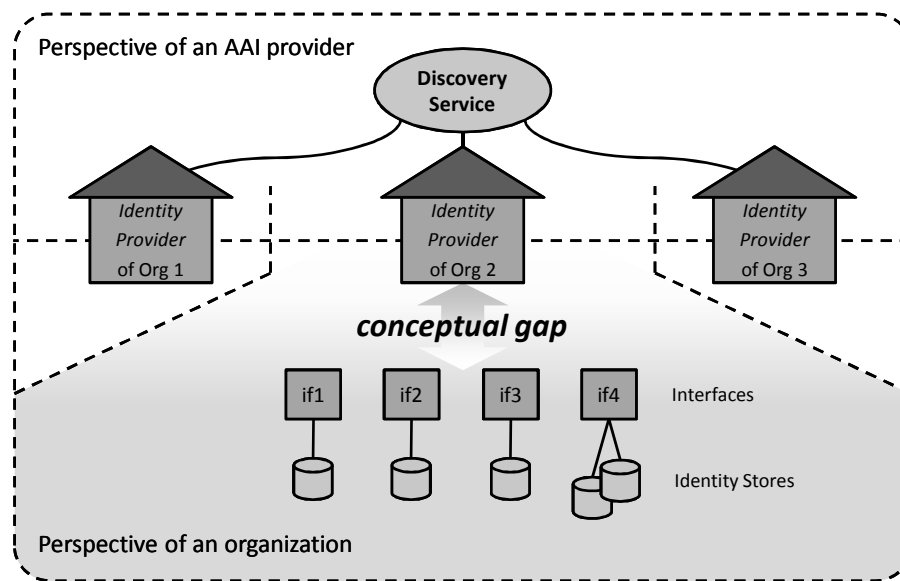 Perspective of an AAI provider
Discovery
Service
Identity
Provider
of Org 1
Identity
Provider
of Org 2
Identity
Provider
of Org 3
conceptual gap
if1
if2
if3
if4
Interfaces
Identity Stores
Perspective of an organization